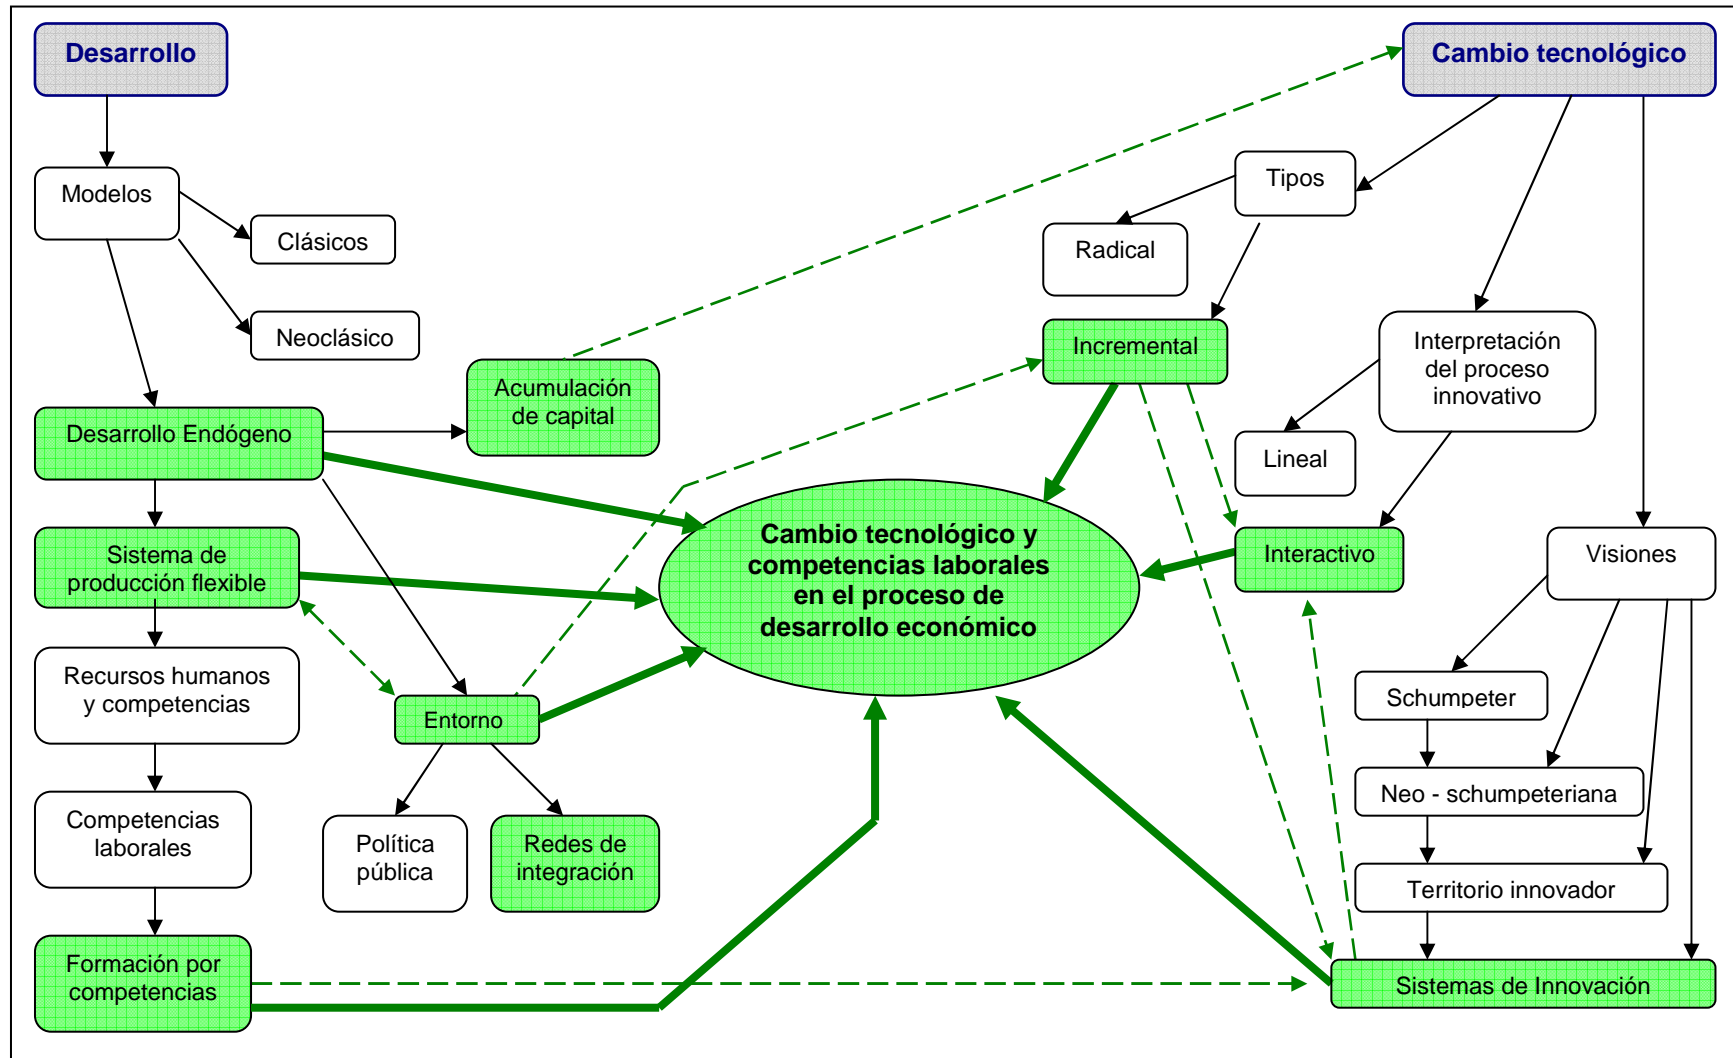 Desarrollo
Cambio tecnológico
Modelos
Clásicos
Neoclásico
Tipos
Radical
Incremental
Interpretación
del proceso
innovativo
Acumulación
de capital
Desarrollo Endógeno
Lineal
Sistema de
producción flexible
Cambio tecnológico y
competencias laborales
en el proceso de
desarrollo económico
Interactivo
Visiones
Recursos humanos
y competencias
Entorno
Schumpeter
Neo - schumpeteriana
Competencias
laborales
Política
pública
Redes de
integración
Territorio innovador
Formación por
competencias
Sistemas de Innovación